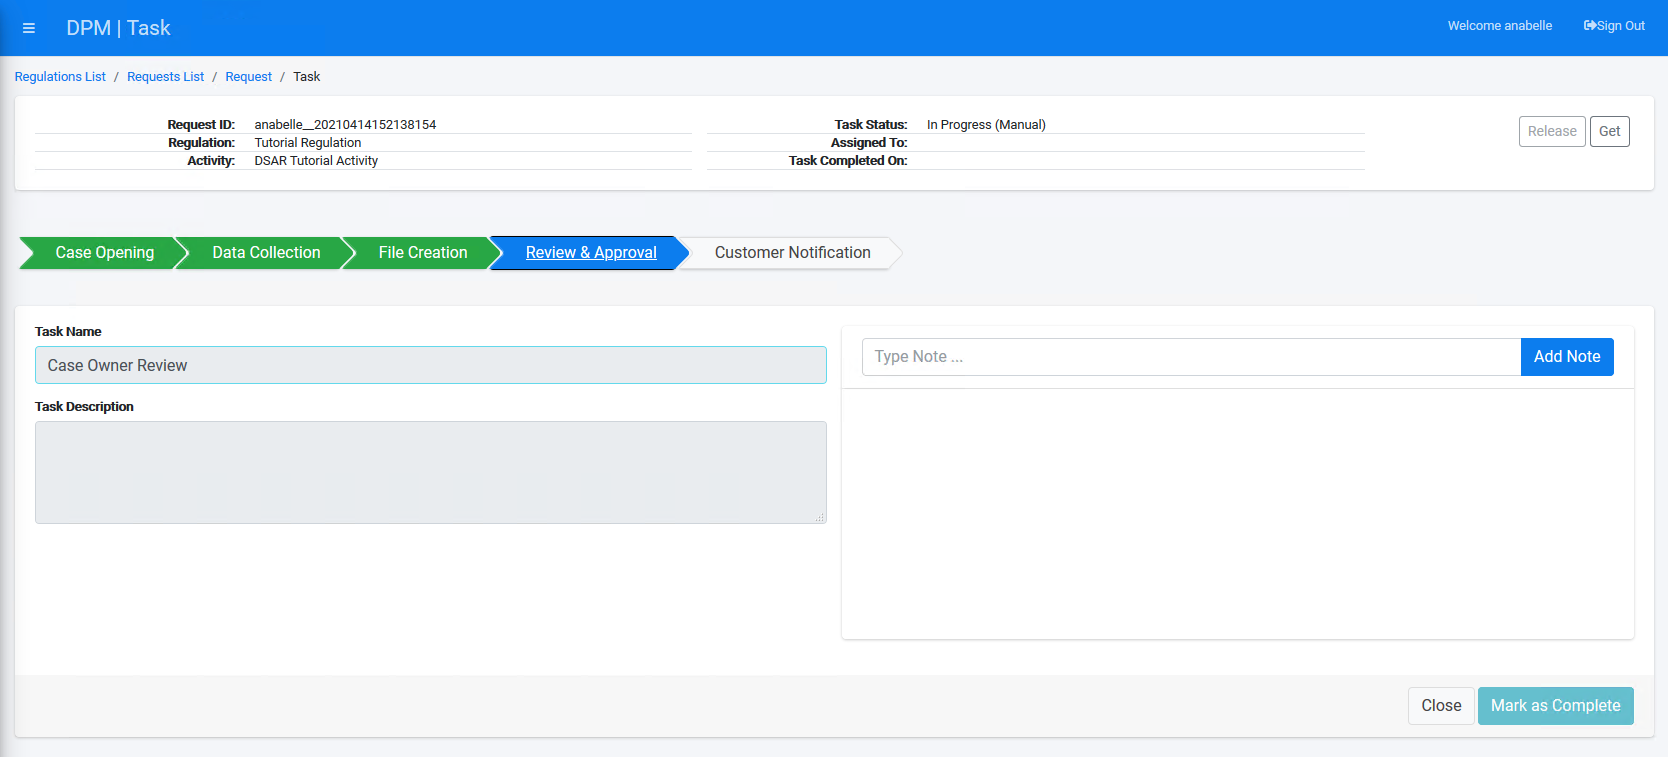 DPM | Task
Welcome anabelle
Sign Out
Regulations List / Requests List / Request / Task
Request ID: anabelle__20210414152138154
Regulation: Tutorial Regulation
Activity: DSAR Tutorial Activity
Task Status: In Progress (Manual)
Assigned To:
Task Completed On:
Release
Get
Case Opening
Data Collection
File Creation
Review & Approval
Customer Notification
Task Name
Case Owner Review
Task Description
Type Note ...
Add Note
Close
Mark as Complete